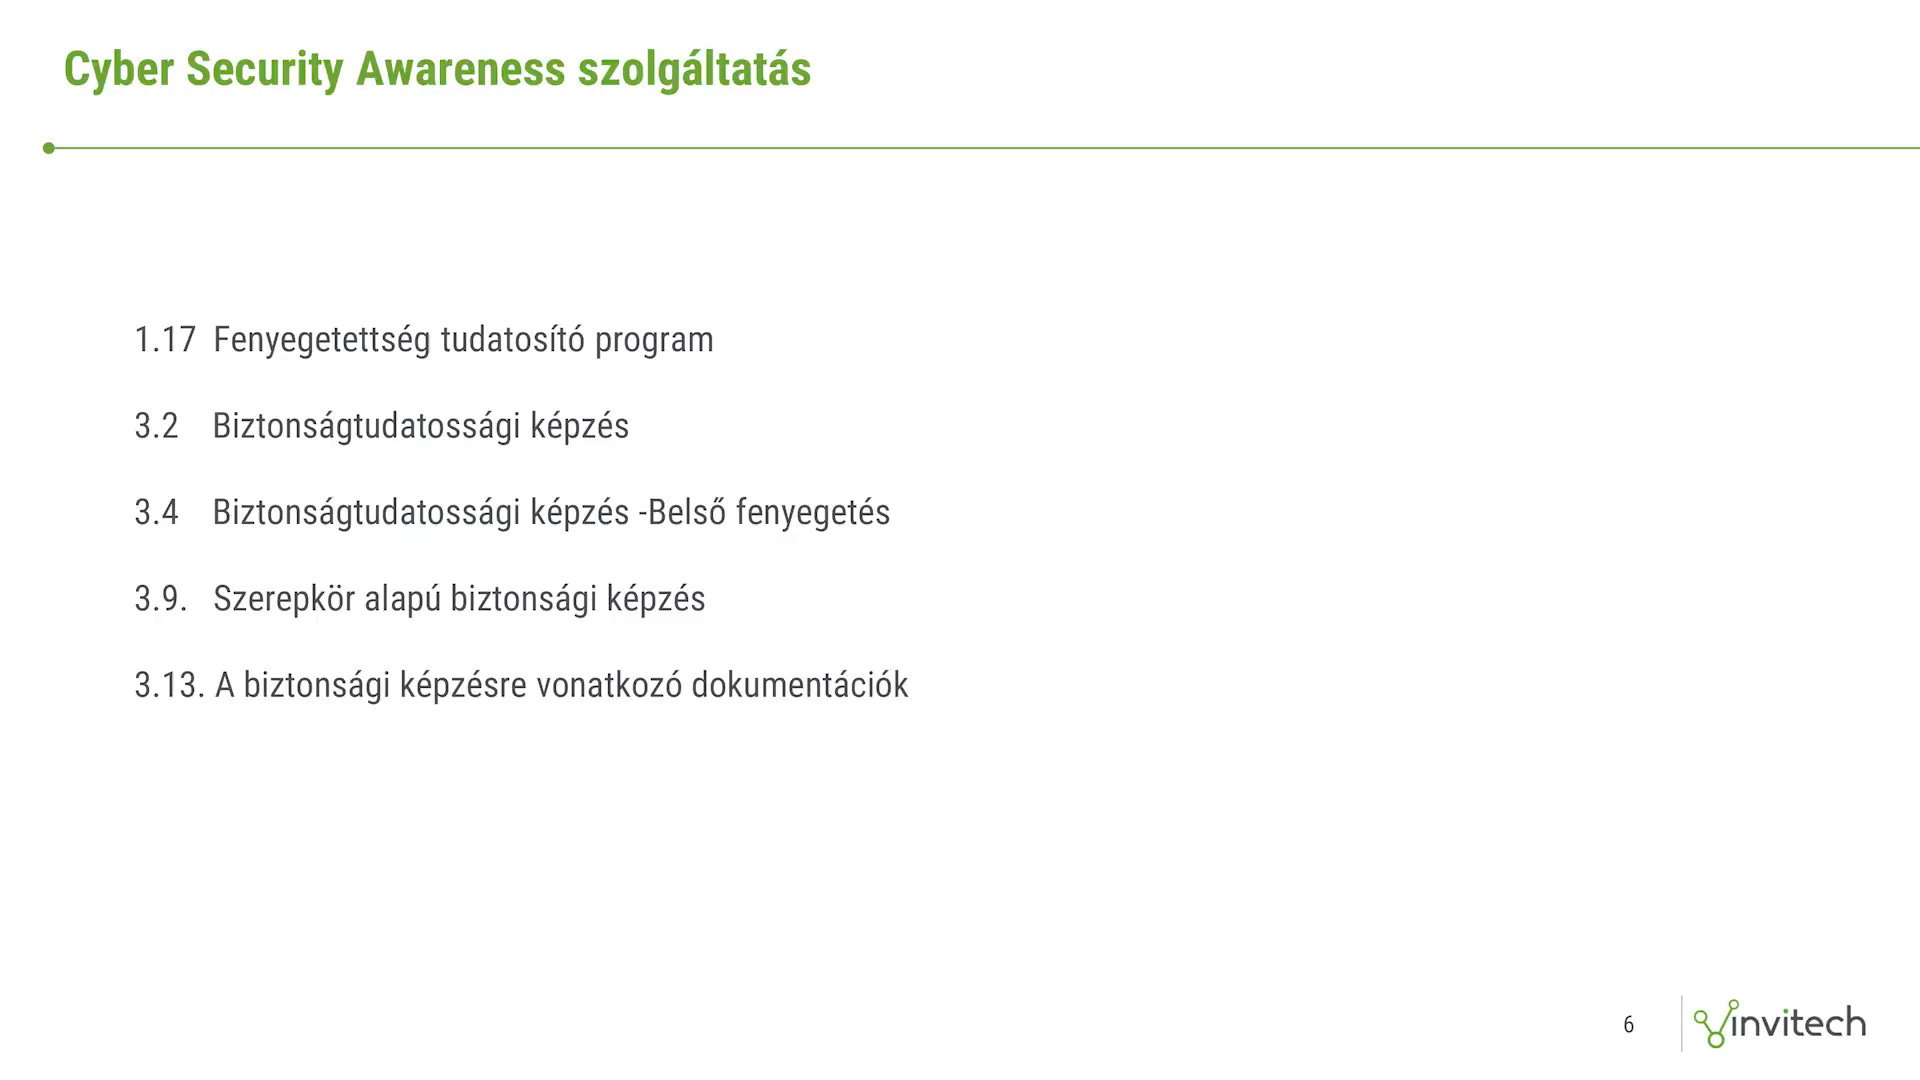 Cyber Security Awareness szolgáltatás
1.17 Fenyegetettség tudatosító program
3.2 Biztonságtudatossági képzés
3.4 Biztonságtudatossági képzés -Belső fenyegetés
3.9. Szerepkör alapú biztonsági képzés
3.13. A biztonsági képzésre vonatkozó dokumentációk
6
invitech